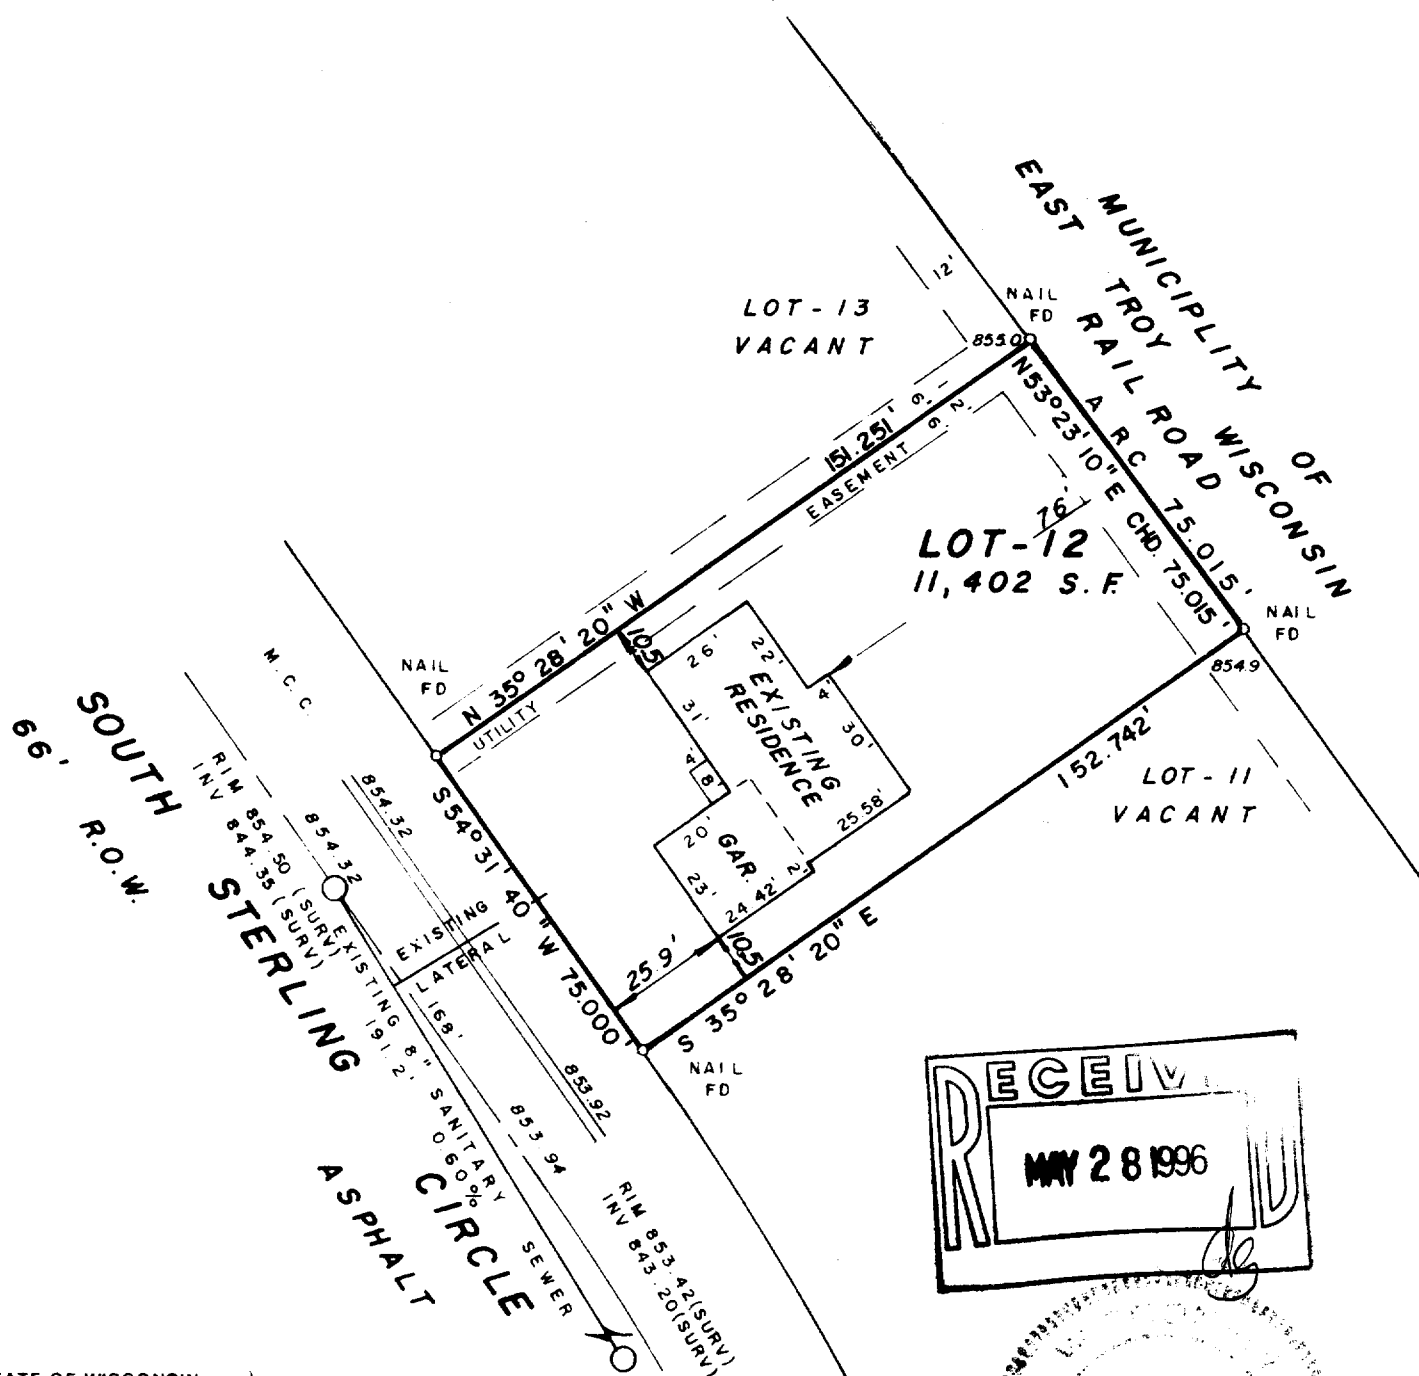 MUNICIPLITY OF
EAST TROY WISCONSIN
RAIL ROAD
12'
LOT-13
VACANT
NAIL
FD
855.0
N53°23'10"E CHD. 75.015'
ARC 75.015'
151.251'
6'
6'
12'
EASEMENT
76'
LOT-12
11,402 S.F.
NAIL
FD
854.9
N 35° 28' 20" W
UTILITY
10.5
26'
22'
4'
31'
30'
EXISTING
RESIDENCE
4'
8'
25.58'
20'
GAR.
2'
23'
24.42'
10.5
25.9'
152.742'
LOT-11
VACANT
NAIL
FD
M.C.C.
SOUTH STERLING CIRCLE
66' R.O.W.
ASPHALT
RIM 854.50 (SURV)
INV 844.35 (SURV)
854.32
854.32
S54°31'40"W 75.000'
EXISTING
LATERAL
168'
EXISTING 8" SANITARY SEWER
191.2' 0.60%
S 35° 28' 20" E
NAIL
FD
853.92
853.94
RIM 853.42(SURV)
INV 843.20(SURV)
RECEIVED
MAY 28 1996
de
STATE OF WISCONSIN )